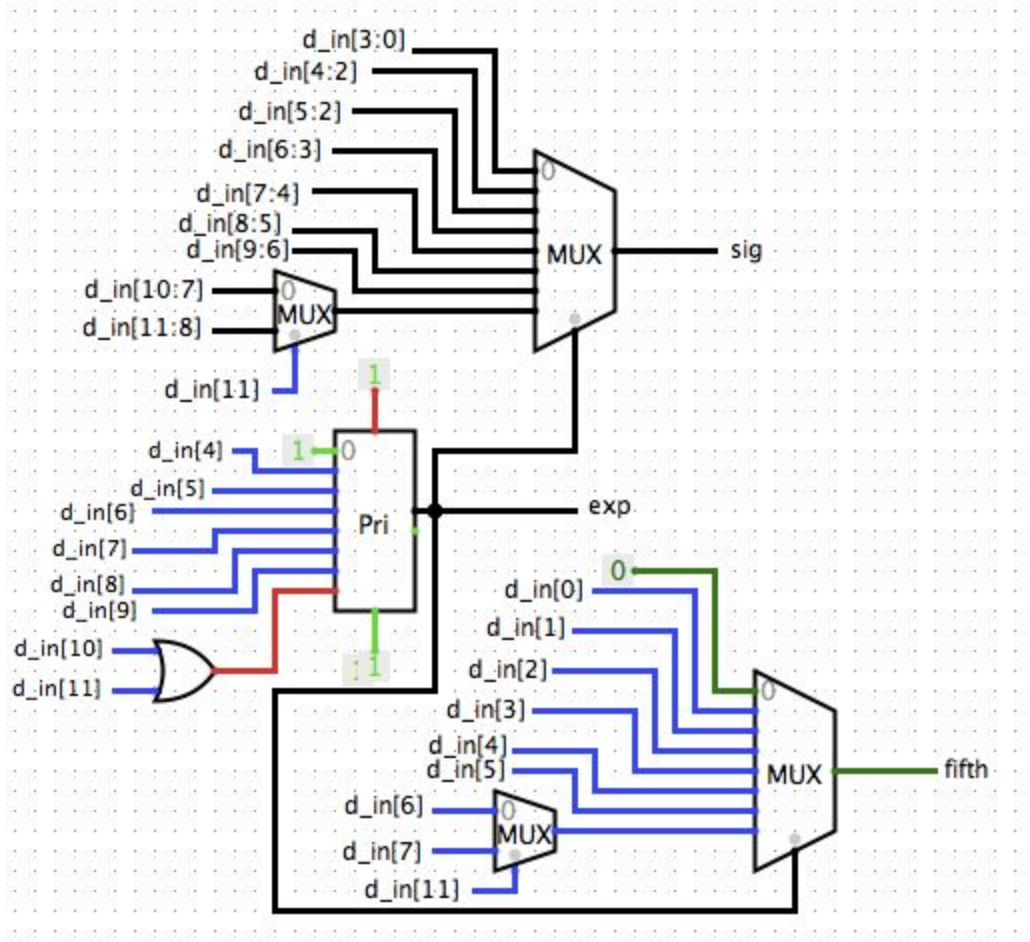 d_in[3:0]
d_in[4:2]
d_in[5:2]
d_in[6:3]
d_in[7:4]
d_in[8:5]
d_in[9:6]
0
MUX
sig
d_in[10:7]
0
MUX
d_in[11:8]
d_in[11]
1
d_in[4]
1
0
d_in[5]
d_in[6]
Pri
exp
d_in[7]
d_in[8]
d_in[9]
d_in[10]
d_in[11]
1
1
0
d_in[0]
d_in[1]
d_in[2]
0
d_in[3]
d_in[4]
d_in[5]
MUX
fifth
d_in[6]
0
MUX
d_in[7]
d_in[11]